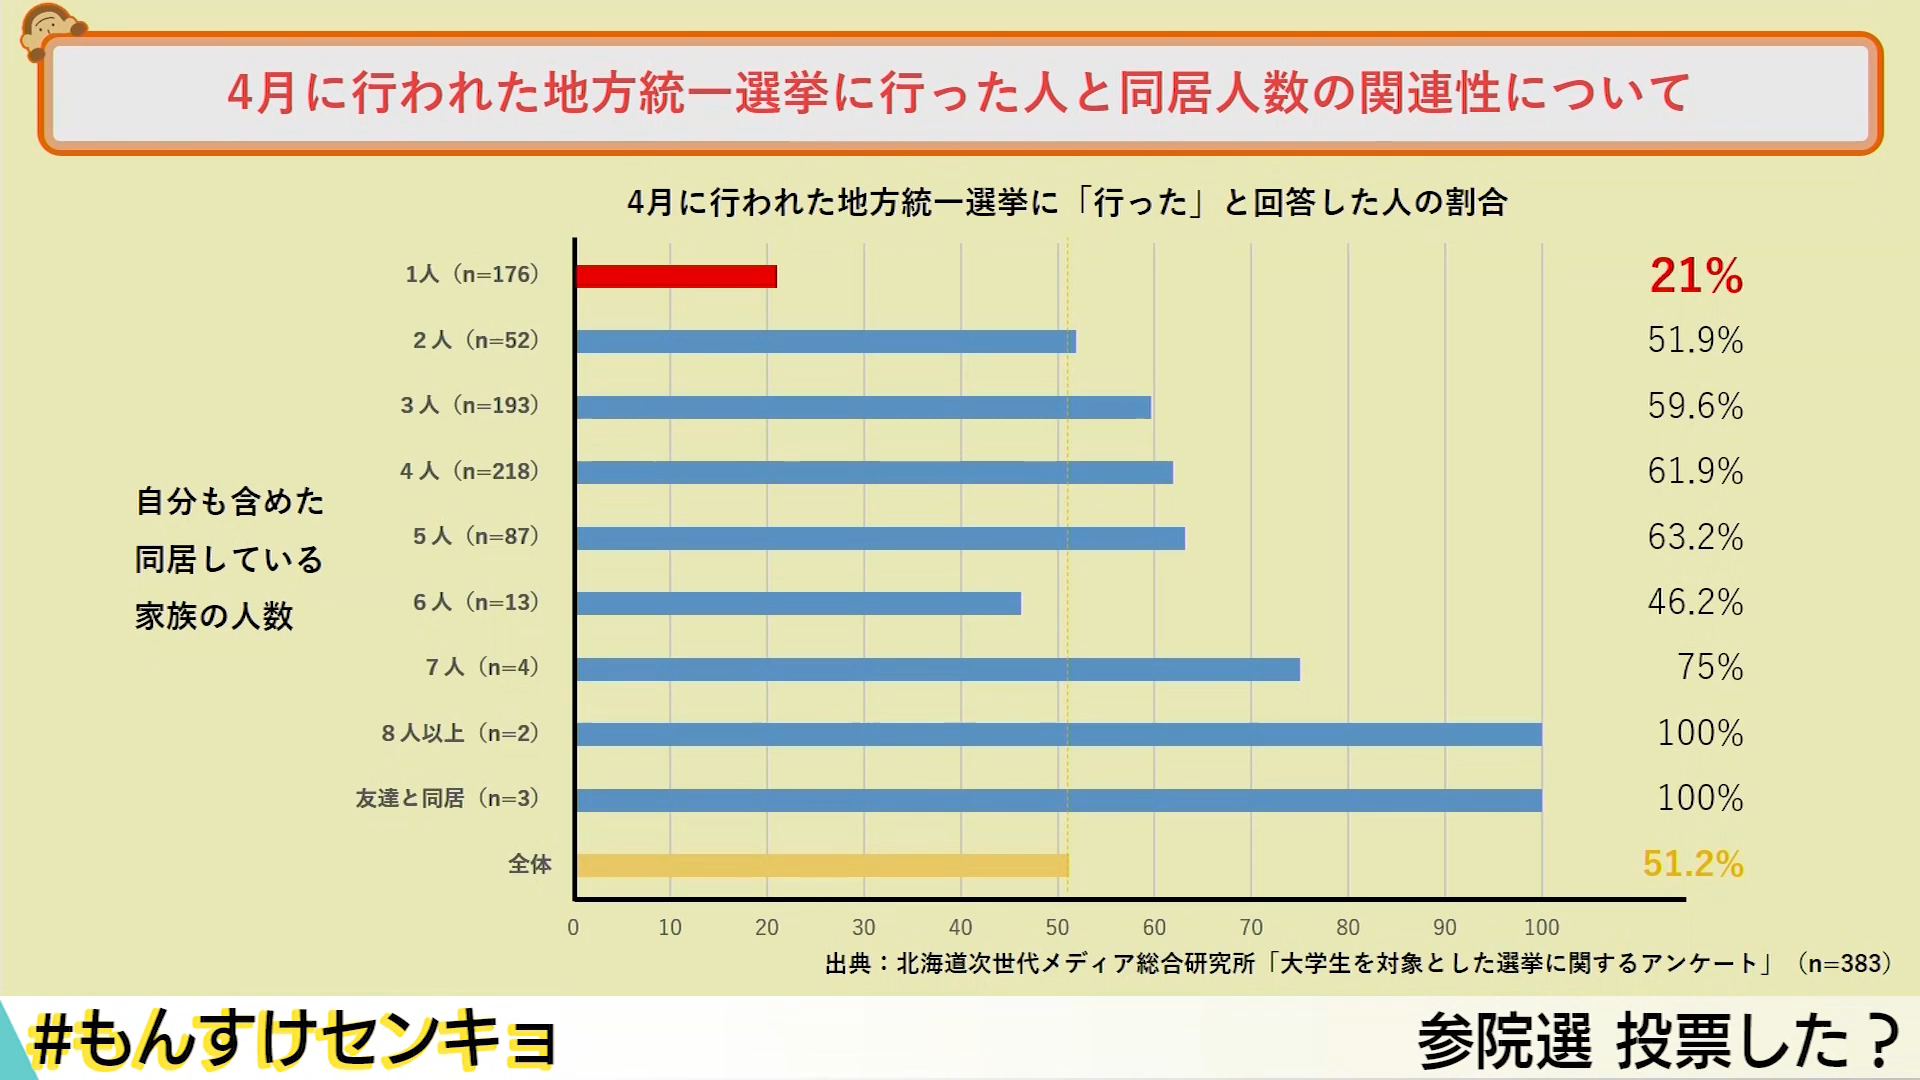 4月に行われた地方統一選挙に行った人と同居人数の関連性について
4月に行われた地方統一選挙に「行った」と回答した人の割合
1人（n=176） 21%
２人（n=52） 51.9%
３人（n=193） 59.6%
４人（n=218） 61.9%
５人（n=87） 63.2%
６人（n=13） 46.2%
７人（n=4） 75%
８人以上（n=2） 100%
友達と同居（n=3） 100%
全体 51.2%
自分も含めた
同居している
家族の人数
0 10 20 30 40 50 60 70 80 90 100
出典：北海道次世代メディア総合研究所「大学生を対象とした選挙に関するアンケート」（n=383）
#もんすけセンキョ
参院選 投票した？